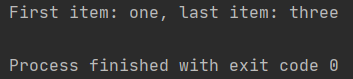 First item: one, last item: three
Process finished with exit code 0